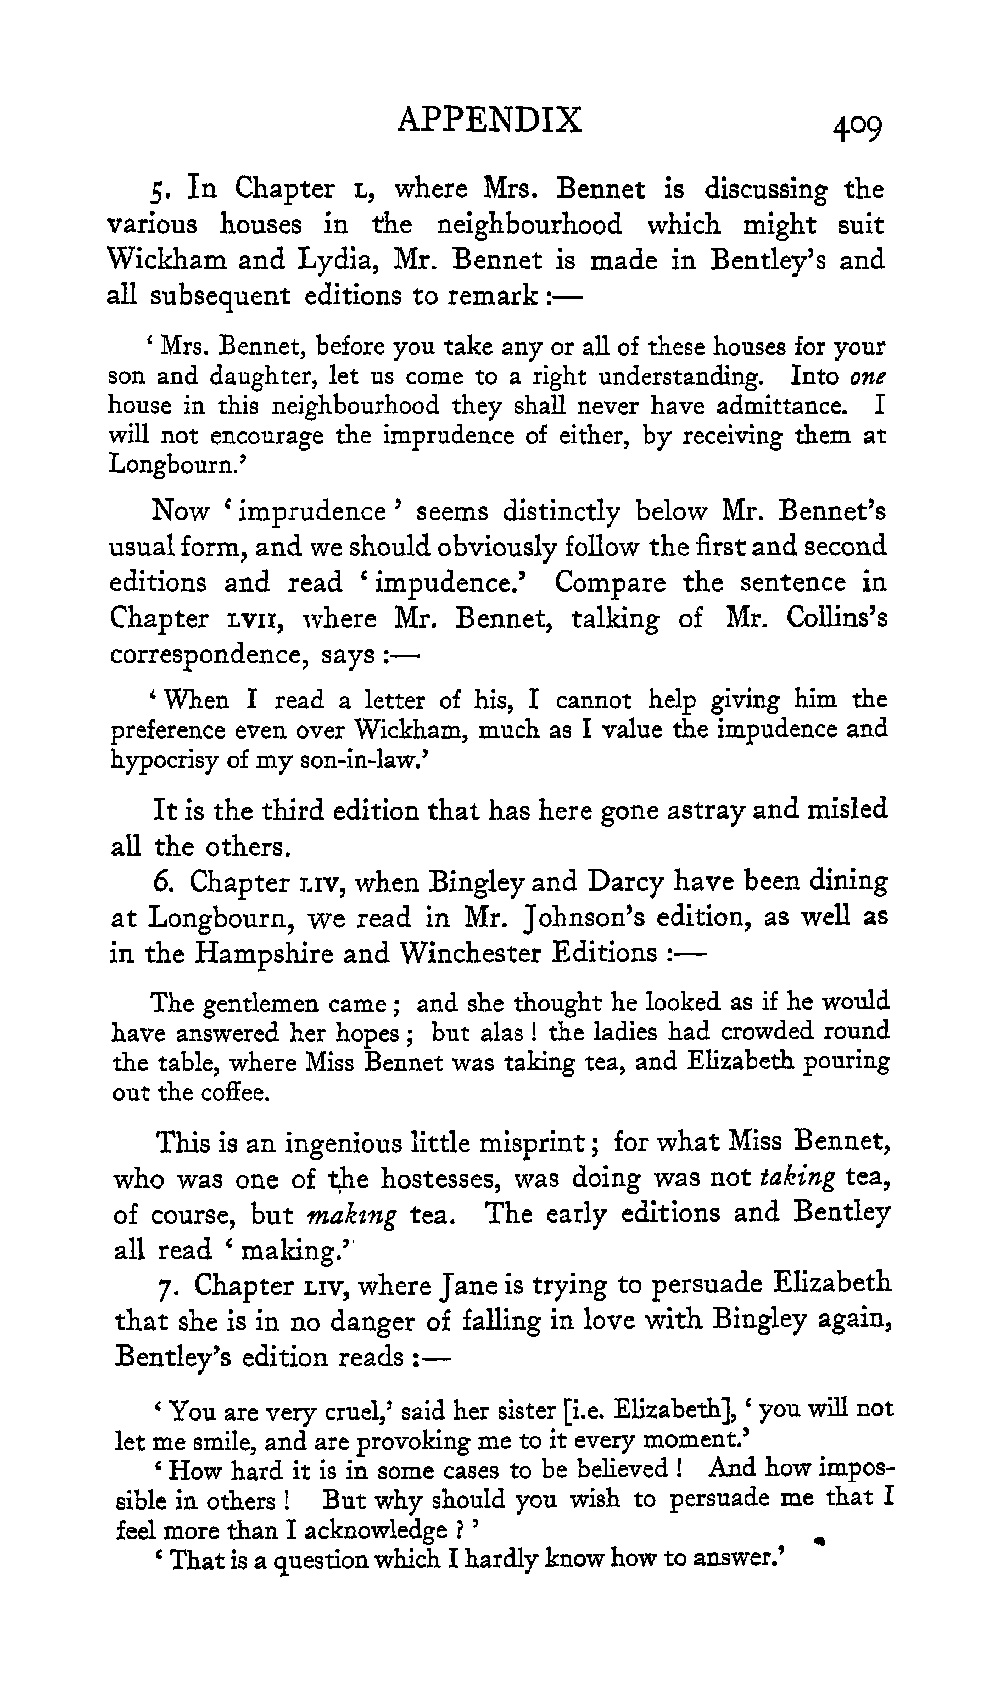 APPENDIX 409
5. In Chapter L, where Mrs. Bennet is discussing the
various houses in the neighbourhood which might suit
Wickham and Lydia, Mr. Bennet is made in Bentley's and
all subsequent editions to remark :—
‘ Mrs. Bennet, before you take any or all of these houses for your
son and daughter, let us come to a right understanding. Into one
house in this neighbourhood they shall never have admittance. I
will not encourage the imprudence of either, by receiving them at
Longbourn.’
Now ‘ imprudence ’ seems distinctly below Mr. Bennet's
usual form, and we should obviously follow the first and second
editions and read ‘ impudence.’ Compare the sentence in
Chapter LVII, where Mr. Bennet, talking of Mr. Collins's
correspondence, says :—
‘ When I read a letter of his, I cannot help giving him the
preference even over Wickham, much as I value the impudence and
hypocrisy of my son-in-law.’
It is the third edition that has here gone astray and misled
all the others.
6. Chapter LIV, when Bingley and Darcy have been dining
at Longbourn, we read in Mr. Johnson's edition, as well as
in the Hampshire and Winchester Editions :—
The gentlemen came ; and she thought he looked as if he would
have answered her hopes ; but alas ! the ladies had crowded round
the table, where Miss Bennet was taking tea, and Elizabeth pouring
out the coffee.
This is an ingenious little misprint ; for what Miss Bennet,
who was one of the hostesses, was doing was not taking tea,
of course, but making tea. The early editions and Bentley
all read ‘ making.’
7. Chapter LIV, where Jane is trying to persuade Elizabeth
that she is in no danger of falling in love with Bingley again,
Bentley's edition reads :—
‘ You are very cruel,’ said her sister [i.e. Elizabeth], ‘ you will not
let me smile, and are provoking me to it every moment.’
‘ How hard it is in some cases to be believed ! And how impos-
sible in others ! But why should you wish to persuade me that I
feel more than I acknowledge ? ’
‘ That is a question which I hardly know how to answer.’